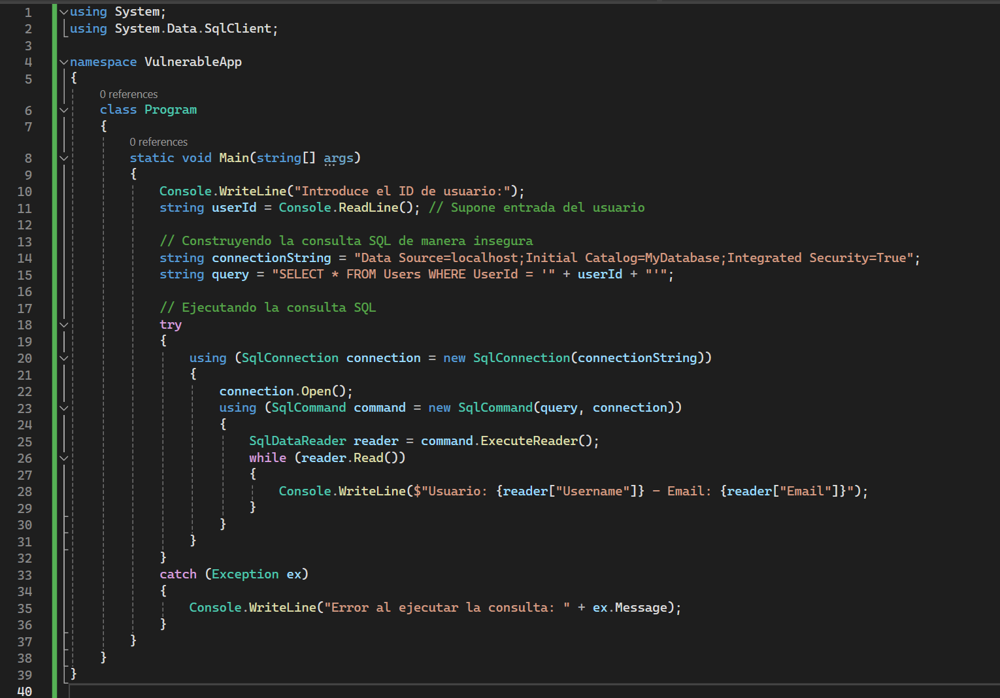 1 using System;
2 using System.Data.SqlClient;
3
4 namespace VulnerableApp
5 {
0 references
6 class Program
7 {
0 references
8 static void Main(string[] args)
9 {
10 Console.WriteLine("Introduce el ID de usuario:");
11 string userId = Console.ReadLine(); // Supone entrada del usuario
12
13 // Construyendo la consulta SQL de manera insegura
14 string connectionString = "Data Source=localhost;Initial Catalog=MyDatabase;Integrated Security=True";
15 string query = "SELECT * FROM Users WHERE UserId = '" + userId + "'";
16
17 // Ejecutando la consulta SQL
18 try
19 {
20 using (SqlConnection connection = new SqlConnection(connectionString))
21 {
22 connection.Open();
23 using (SqlCommand command = new SqlCommand(query, connection))
24 {
25 SqlDataReader reader = command.ExecuteReader();
26 while (reader.Read())
27 {
28 Console.WriteLine($"Usuario: {reader["Username"]} - Email: {reader["Email"]}");
29 }
30 }
31 }
32 }
33 catch (Exception ex)
34 {
35 Console.WriteLine("Error al ejecutar la consulta: " + ex.Message);
36 }
37 }
38 }
39 }
40